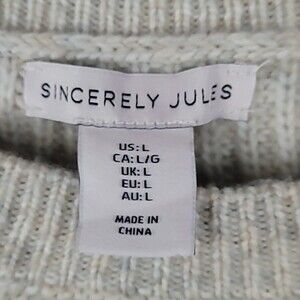 SINCERELY JULES
US: L
CA: L/G
UK: L
EU: L
AU: L
MADE IN
CHINA